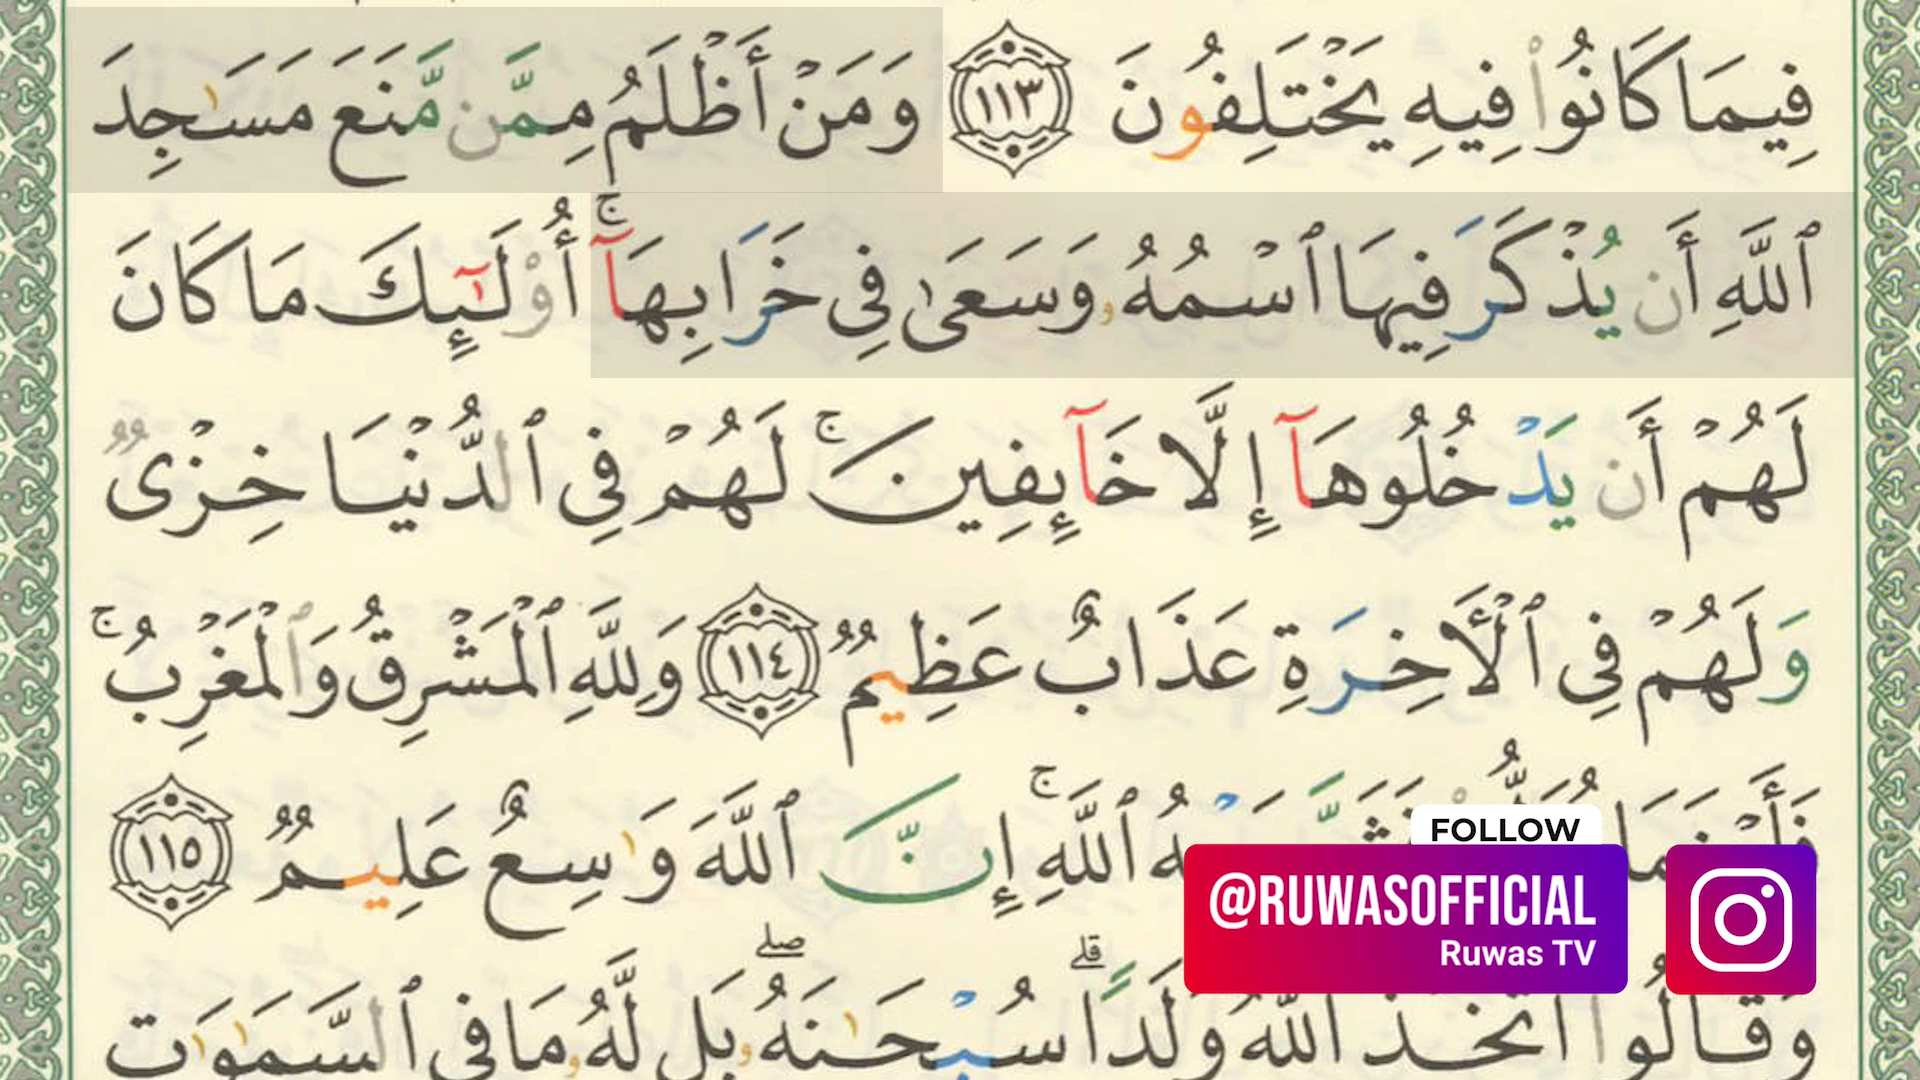 فِيمَا كَانُوا۟ فِيهِ يَخْتَلِفُونَ ١١٣ وَمَنْ أَظْلَمُ مِمَّن مَّنَعَ مَسَٰجِدَ
ٱللَّهِ أَن يُذْكَرَ فِيهَا ٱسْمُهُۥ وَسَعَىٰ فِى خَرَابِهَآ ۚ أُو۟لَٰٓئِكَ مَا كَانَ
لَهُمْ أَن يَدْخُلُوهَآ إِلَّا خَآئِفِينَ ۚ لَهُمْ فِى ٱلدُّنْيَا خِزْىٌ
وَلَهُمْ فِى ٱلْأَخِرَةِ عَذَابٌ عَظِيمٌ ١١٤ وَلِلَّهِ ٱلْمَشْرِقُ وَٱلْمَغْرِبُ ۚ
ٱللَّهِ ۚ إِنَّ ٱللَّهَ وَٰسِعٌ عَلِيمٌ ١١٥
وَقَالُوا۟ ٱتَّخَذَ ٱللَّهُ وَلَدًا ۗ سُبْحَٰنَهُۥ ۖ بَل لَّهُۥ مَا فِى ٱلسَّمَٰوَٰتِ
FOLLOW
@RUWASOFFICIAL
Ruwas TV